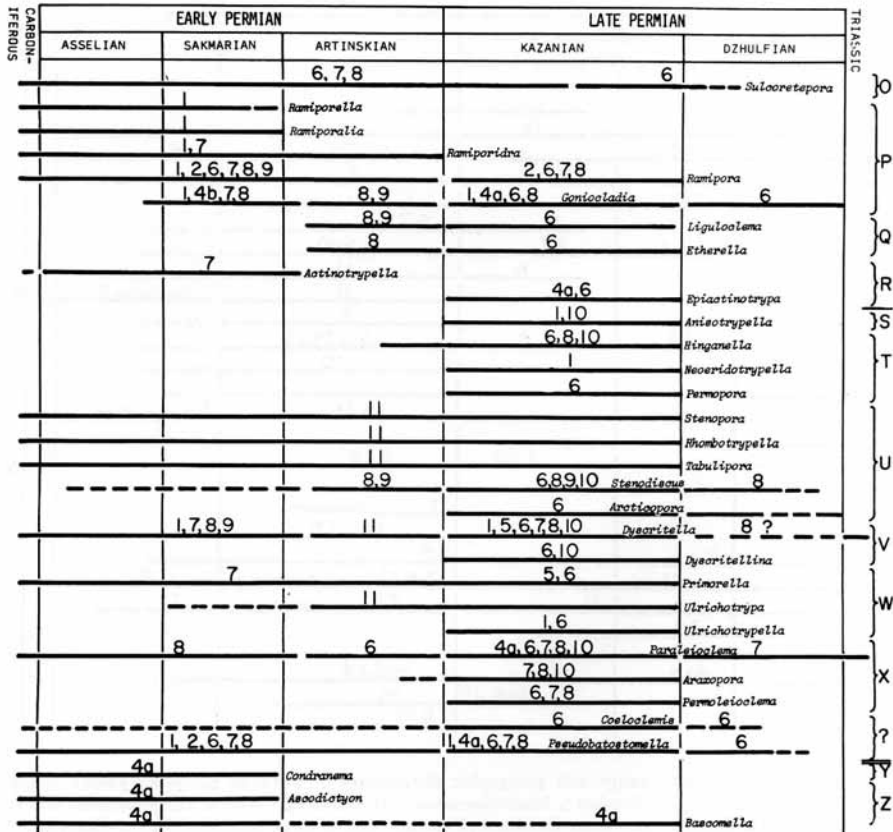 CARBON-
IFEROUS
EARLY PERMIAN LATE PERMIAN
TRIASSIC
ASSELIAN SAKMARIAN ARTINSKIAN KAZANIAN DZHULFIAN
6, 7, 8 6 Sulcoretepora }O
1 Ramiporella
1 Ramiporalia
1, 7 Ramiporidra }P
1, 2, 6, 7, 8, 9 2, 6, 7, 8 Ramipora
1, 4b, 7, 8 8, 9 1, 4a, 6, 8 Goniocladia 6
8, 9 6 Liguloclema }Q
8 6 Etherella
7 Actinotrypella }R
4a, 6 Epiactinotrypa
1, 10 Anisotrypella }S
6, 8, 10 Hinganella }T
1 Neoeridotrypella
6 Permopora
11 Stenopora
11 Rhombotrypella
11 Tabulipora }U
8, 9 6, 8, 9, 10 Stenodiscus 8
6 Arcticopora
1, 7, 8, 9 11 1, 5, 6, 7, 8, 10 Dyscritella 8 ? }V
6, 10 Dyscritellina
7 5, 6 Primorella
11 Ulrichotrypa }W
1, 6 Ulrichotrypella
8 6 4a, 6, 7, 8, 10 Paraleioclema 7
7, 8, 10 Araxopora }X
6, 7, 8 Permoleioclema
6 Coeloclemis 6 }?
1, 2, 6, 7, 8 1, 4a, 6, 7, 8 Pseudobatostomella 6
4a Condranema }Y
4a Ascodictyon }Z
4a 4a Bascomella